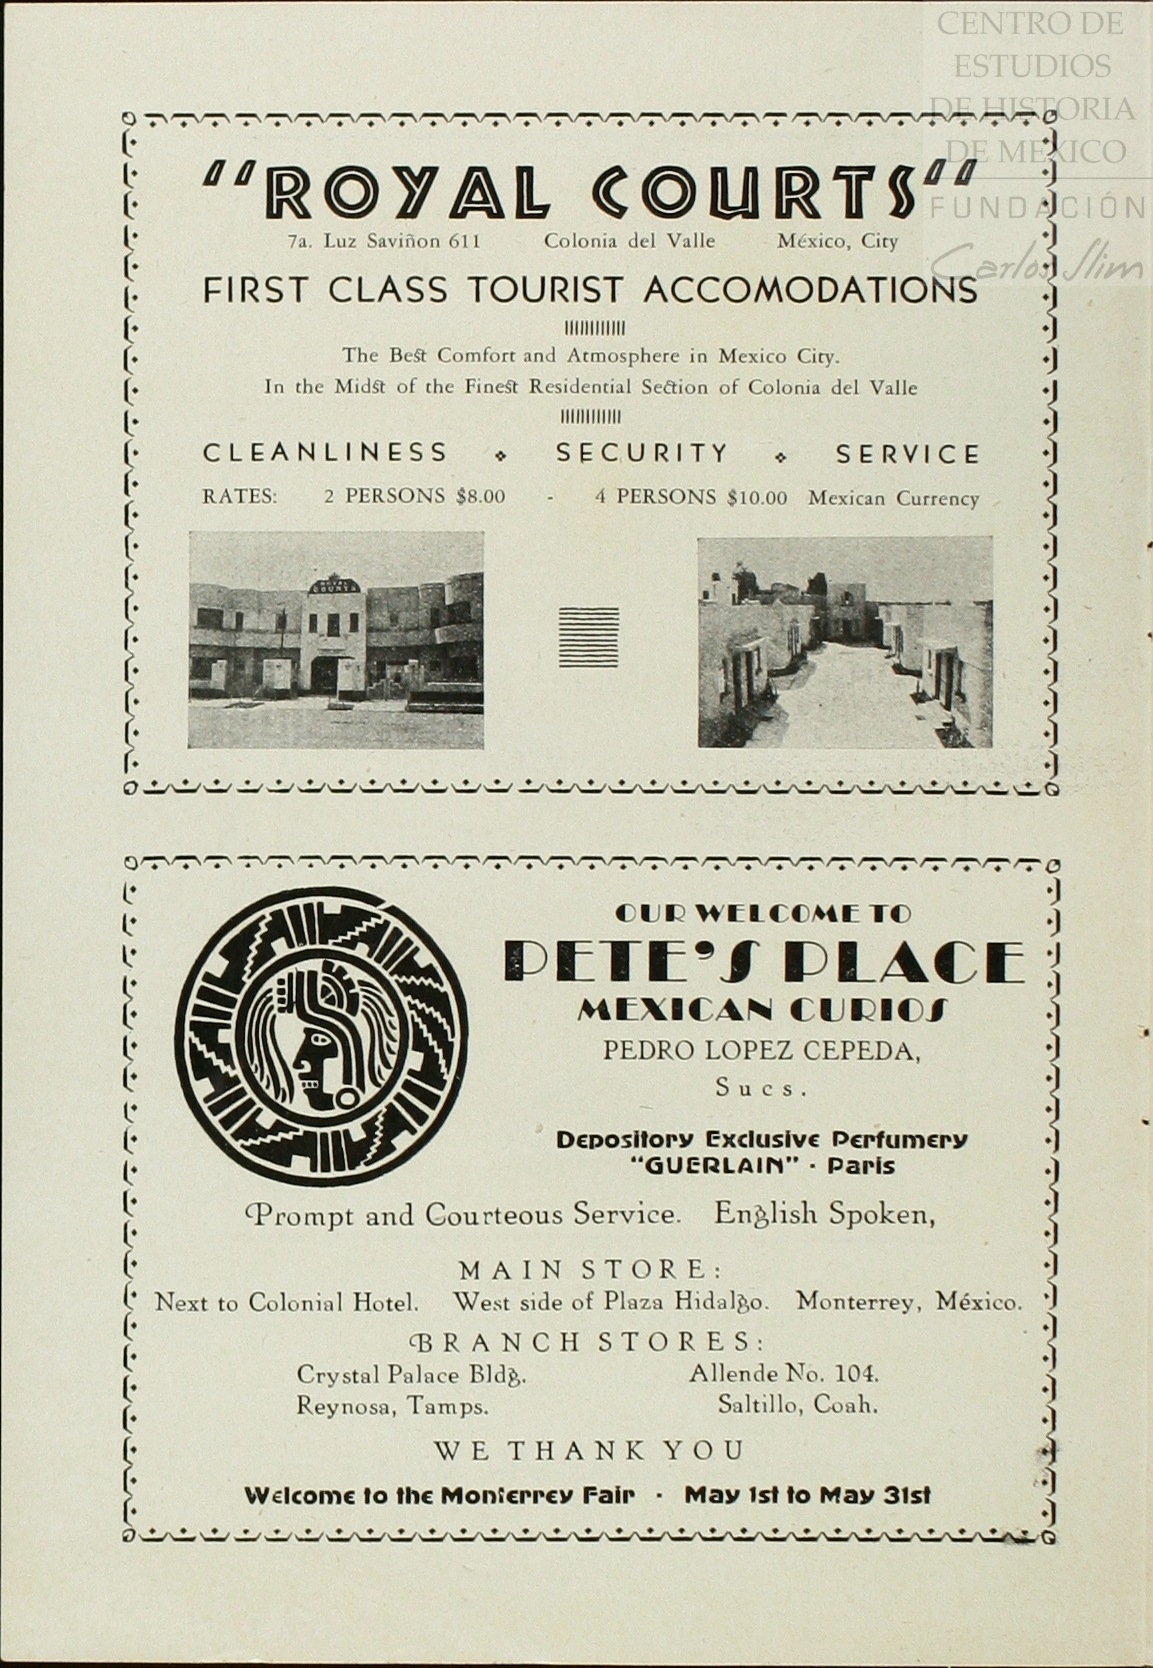 CENTRO DE
ESTUDIOS
DE HISTORIA
DE MEXICO
FUNDACIÓN
Carlos Slim
"ROYAL COURTS"
7a. Luz Saviñon 611 Colonia del Valle México, City
FIRST CLASS TOURIST ACCOMODATIONS
The Best Comfort and Atmosphere in Mexico City.
In the Midst of the Finest Residential Section of Colonia del Valle
CLEANLINESS SECURITY SERVICE
RATES: 2 PERSONS $8.00 - 4 PERSONS $10.00 Mexican Currency
ROYAL
COURTS
OUR WELCOME TO
PETE'S PLACE
MEXICAN CURIOS
PEDRO LOPEZ CEPEDA,
Sucs.
Depository Exclusive Perfumery
"GUERLAIN" · Paris
Prompt and Courteous Service. English Spoken,
MAIN STORE:
Next to Colonial Hotel. West side of Plaza Hidalgo. Monterrey, México.
BRANCH STORES:
Crystal Palace Bldg. Allende No. 104.
Reynosa, Tamps. Saltillo, Coah.
WE THANK YOU
Welcome to the Monterrey Fair · May 1st to May 31st